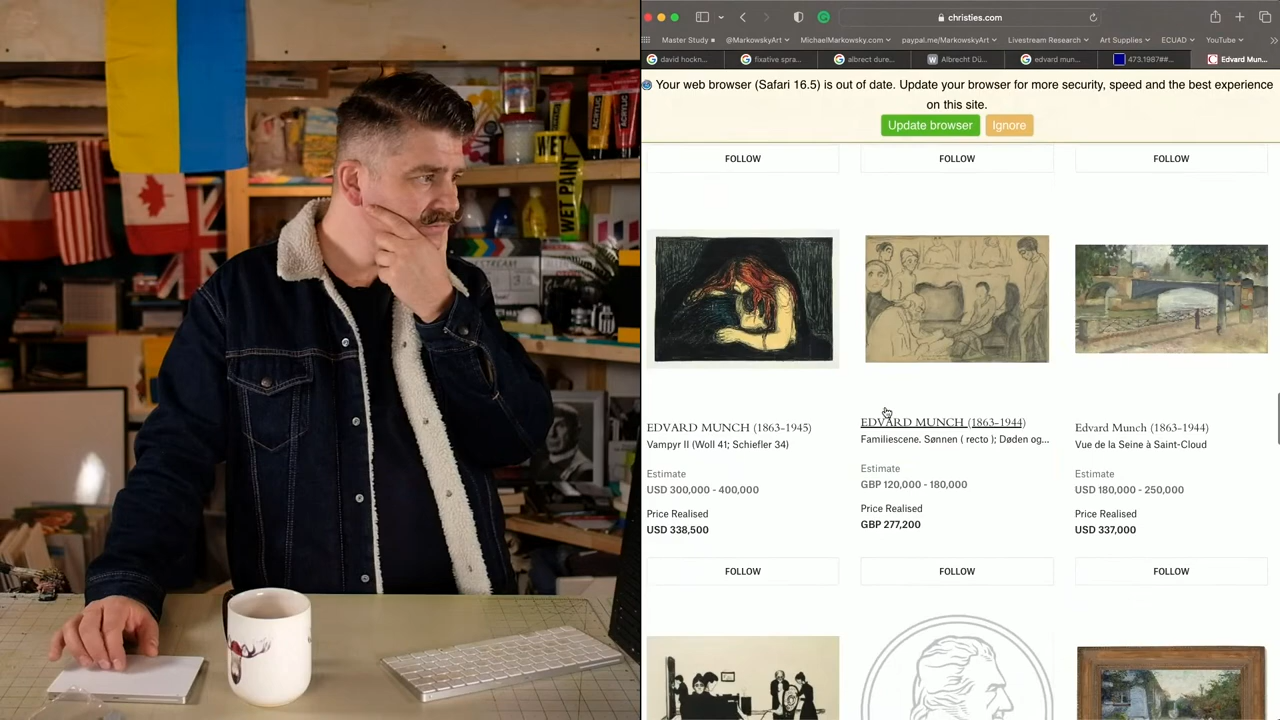 WET
WET PAINT
ACRYLIC
ACRYLIC
christies.com
Master Study
@MarkowskyArt
MichaelMarkowsky.com
paypal.me/MarkowskyArt
Livestream Research
Art Supplies
ECUAD
YouTube
david hockn...
fixative spra...
albrect dure...
Albrecht Dü...
edvard mun...
473.1987##...
Edvard Mun...
Your web browser (Safari 16.5) is out of date. Update your browser for more security, speed and the best experience
on this site.
Update browser
Ignore
FOLLOW
FOLLOW
FOLLOW
EDVARD MUNCH (1863-1945)
Vampyr II (Woll 41; Schiefler 34)
Estimate
USD 300,000 - 400,000
Price Realised
USD 338,500
FOLLOW
EDVARD MUNCH (1863-1944)
Familiescene. Sønnen ( recto ); Døden og...
Estimate
GBP 120,000 - 180,000
Price Realised
GBP 277,200
FOLLOW
Edvard Munch (1863-1944)
Vue de la Seine à Saint-Cloud
Estimate
USD 180,000 - 250,000
Price Realised
USD 337,000
FOLLOW